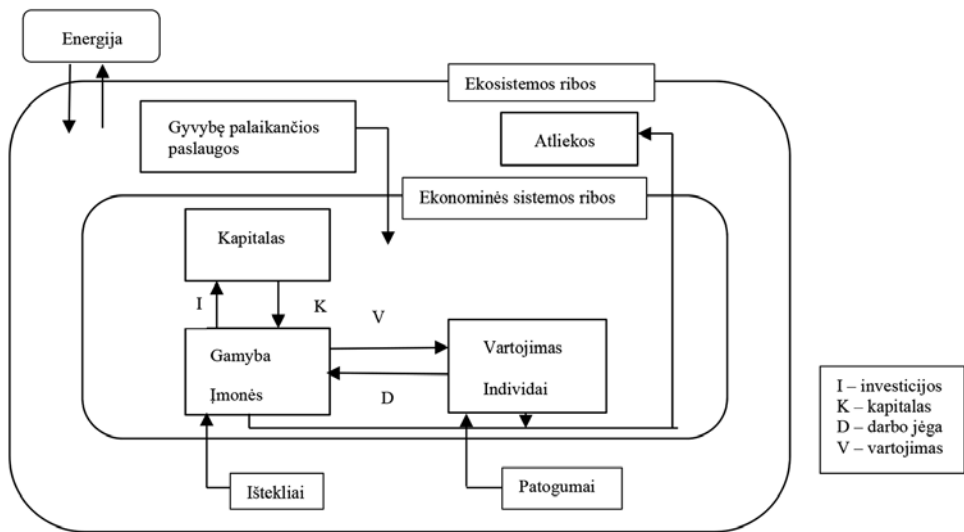 Energija
Ekosistemos ribos
Gyvybę palaikančios
paslaugos
Atliekos
Ekonominės sistemos ribos
Kapitalas
I
K
V
Gamyba
Įmonės
Vartojimas
Individai
D
I – investicijos
K – kapitalas
D – darbo jėga
V – vartojimas
Ištekliai
Patogumai